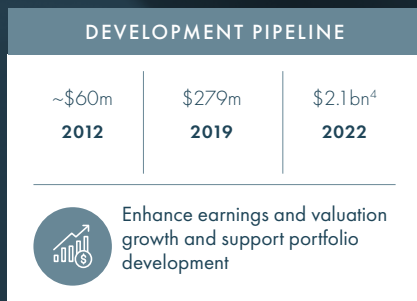 DEVELOPMENT PIPELINE
~$60m $279m $2.1bn⁴
2012 2019 2022
Enhance earnings and valuation
growth and support portfolio
development
$